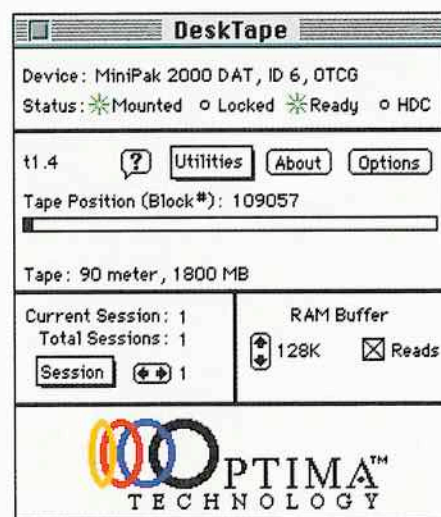 DeskTape
Device: MiniPak 2000 DAT, ID 6, OTCG
Status: Mounted Locked Ready HDC
t1.4 ? Utilities About Options
Tape Position (Block#): 109057
Tape: 90 meter, 1800 MB
Current Session: 1
Total Sessions: 1
Session 1
RAM Buffer
128K Reads
OPTIMA™
TECHNOLOGY